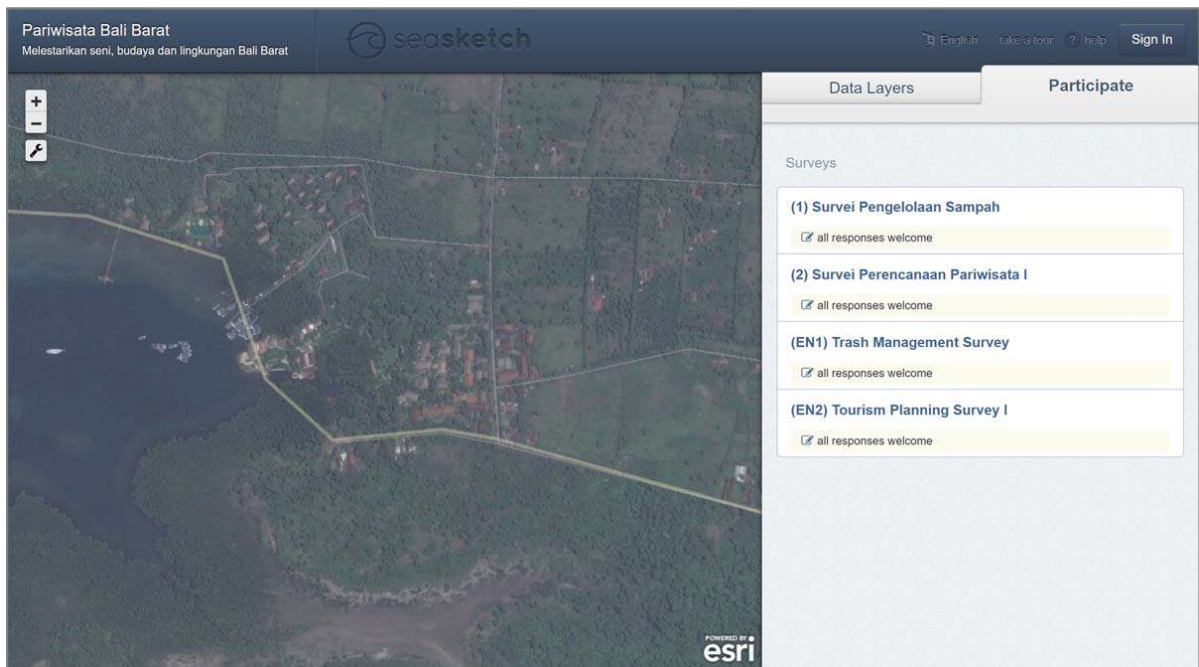 Pariwisata Bali Barat
Melestarikan seni, budaya dan lingkungan Bali Barat
seasketch
English take a tour ? help Sign In
+
−
Data Layers Participate
Surveys
(1) Survei Pengelolaan Sampah
all responses welcome
(2) Survei Perencanaan Pariwisata I
all responses welcome
(EN1) Trash Management Survey
all responses welcome
(EN2) Tourism Planning Survey I
all responses welcome
POWERED BY
esri